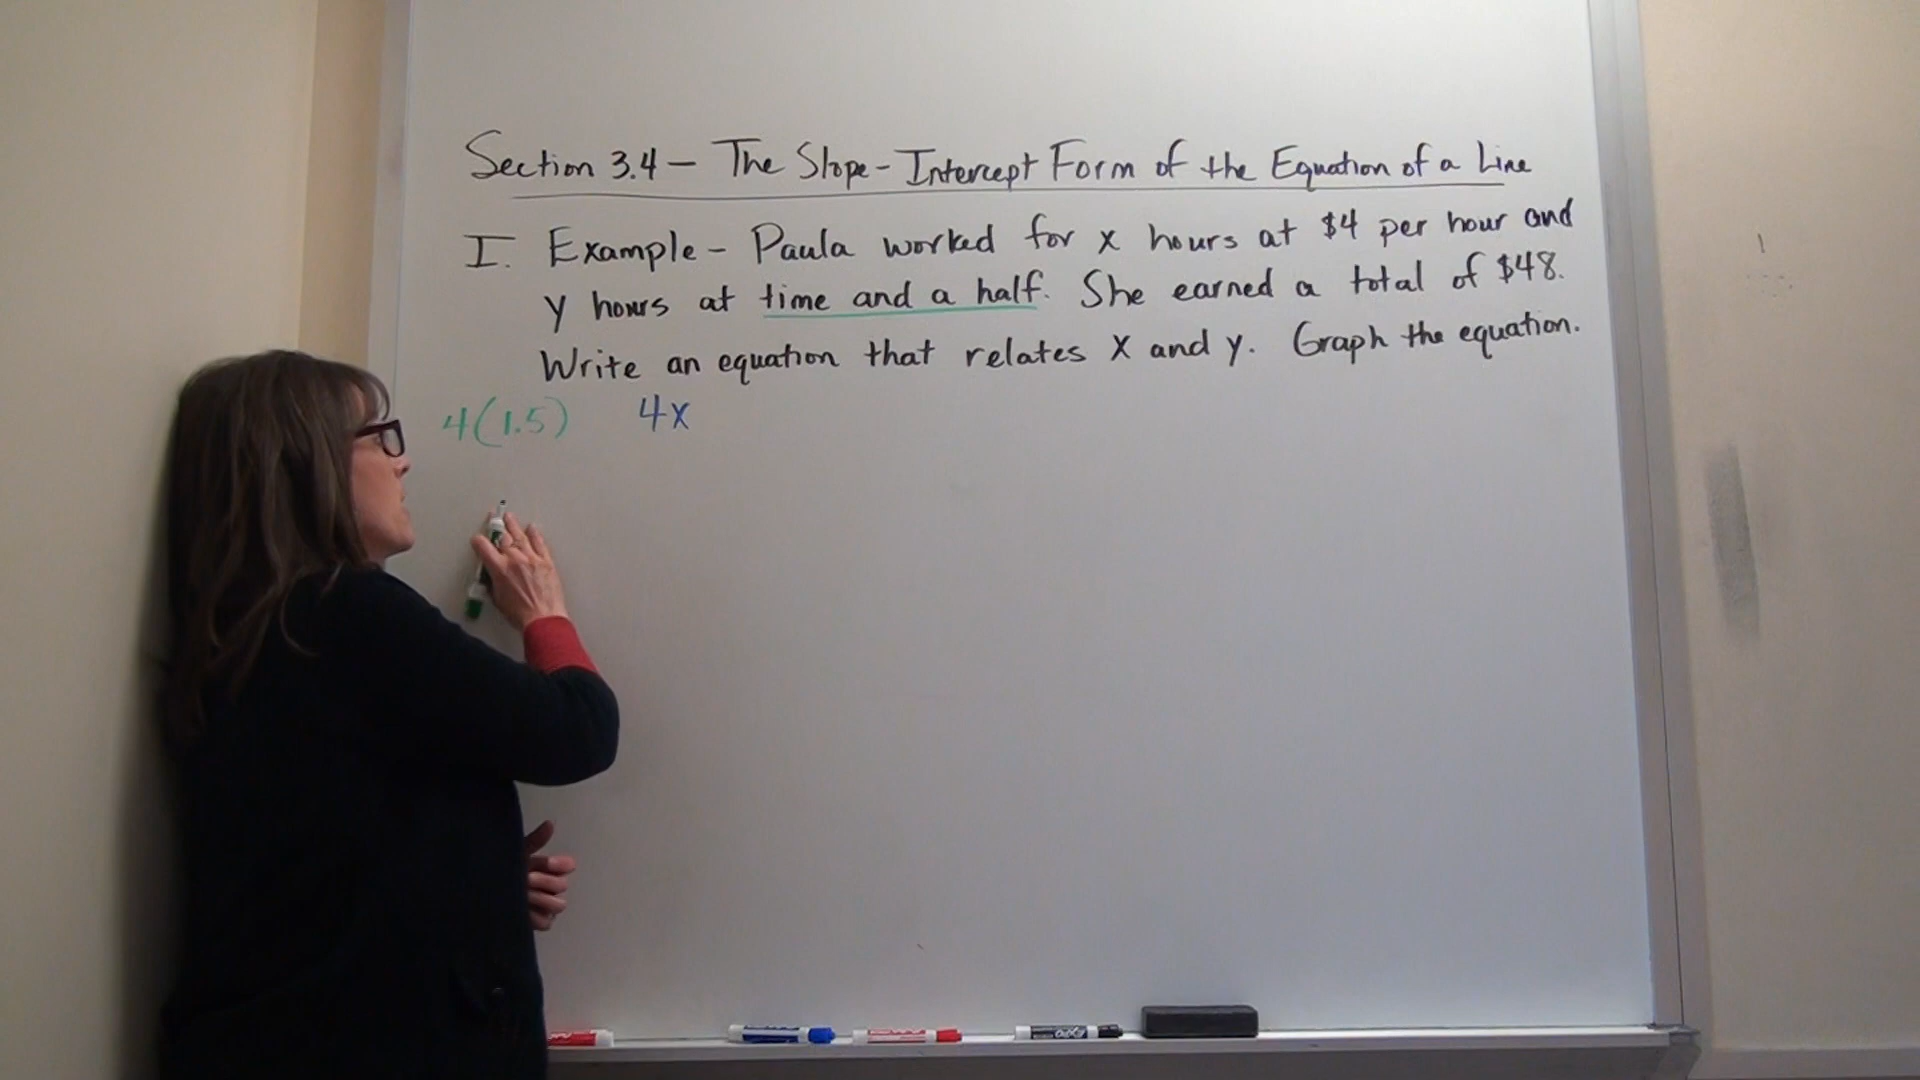 Section 3.4 – The Slope-Intercept Form of the Equation of a Line
I. Example – Paula worked for x hours at $4 per hour and
y hours at time and a half. She earned a total of $48.
Write an equation that relates x and y. Graph the equation.
4(1.5) 4x
EXPO